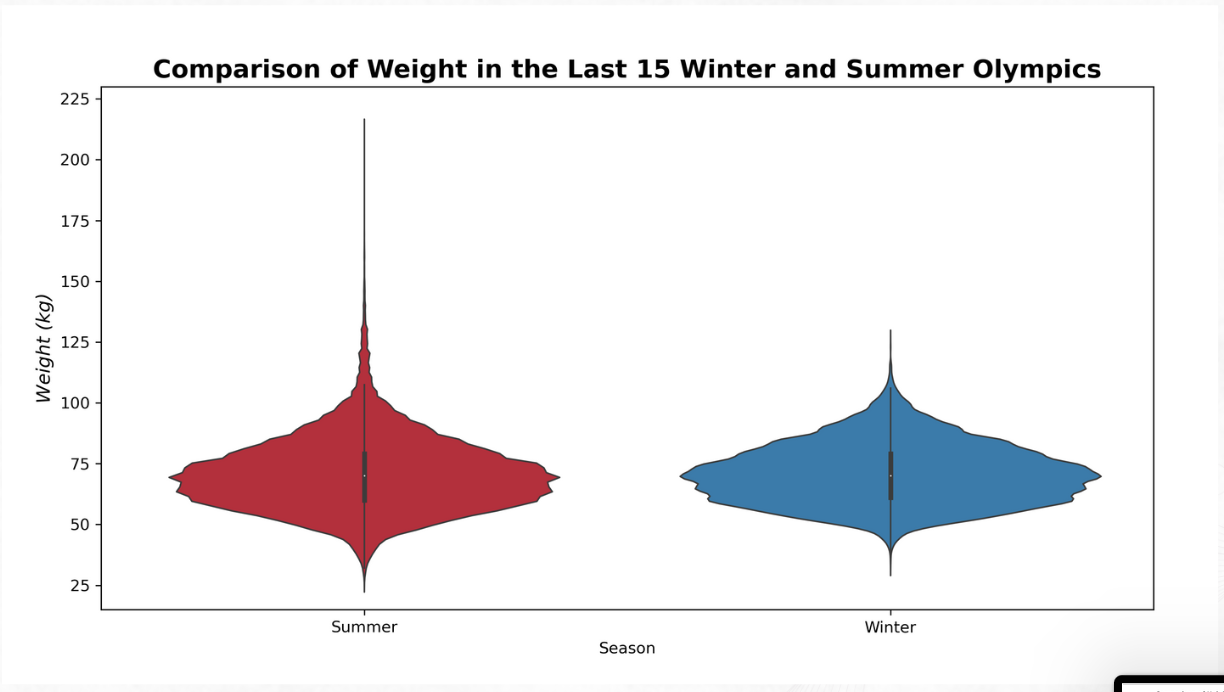 Comparison of Weight in the Last 15 Winter and Summer Olympics
225
200
175
150
125
100
75
50
25
Weight (kg)
Summer
Winter
Season